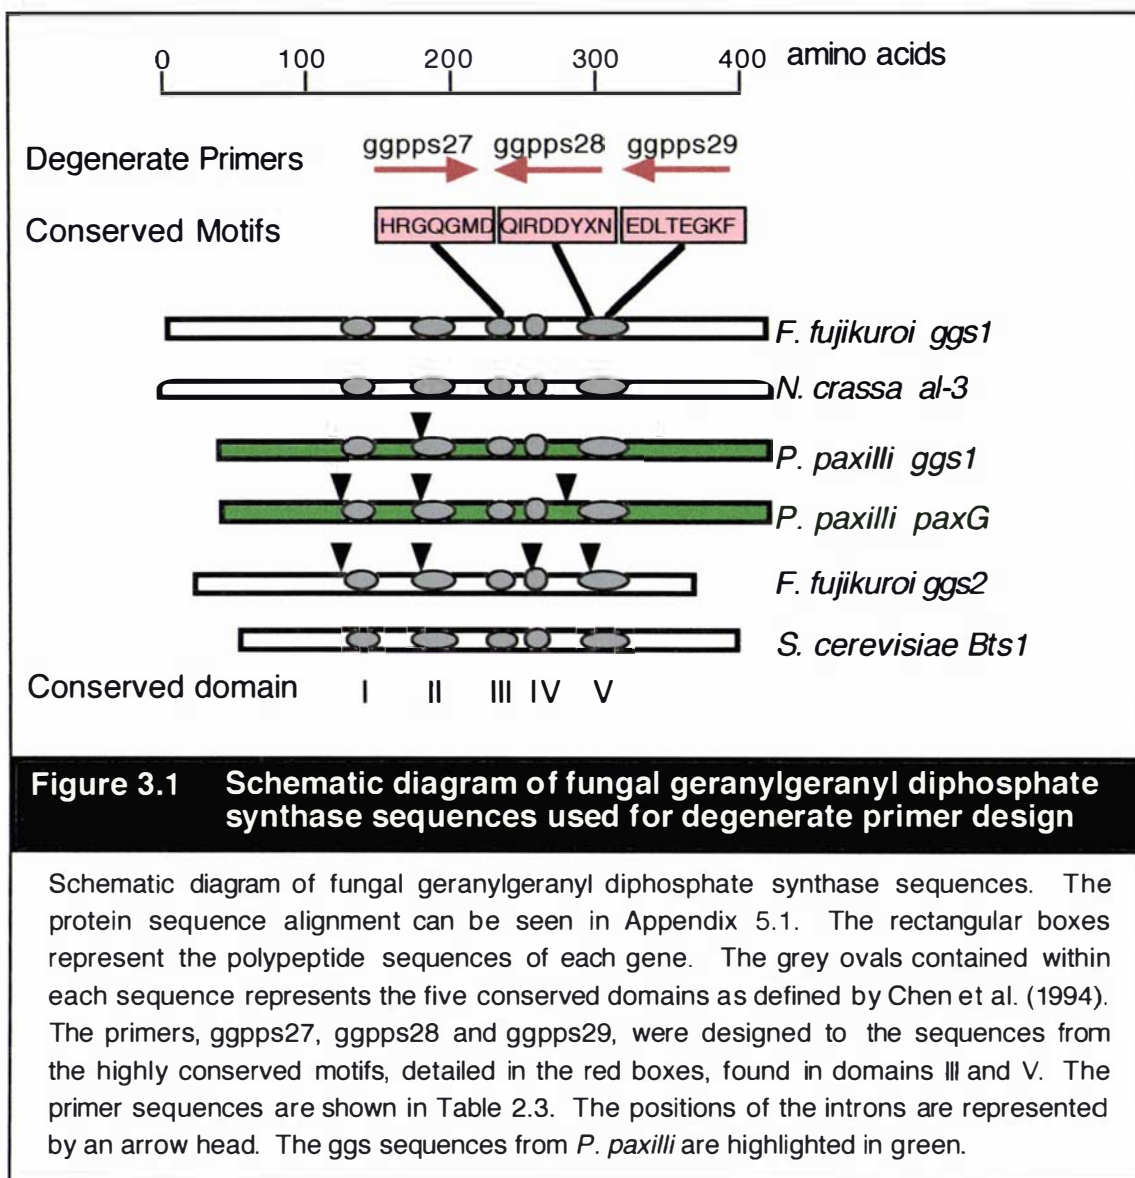 0 100 200 300 400 amino acids
ggpps27 ggpps28 ggpps29
Degenerate Primers
Conserved Motifs HRGQGMD QIRDDYXN EDLTEGKF
F. fujikuroi ggs1
N. crassa al-3
P. paxilli ggs1
P. paxilli paxG
F. fujikuroi ggs2
S. cerevisiae Bts1
Conserved domain I II III IV V
Figure 3.1 Schematic diagram of fungal geranylgeranyl diphosphate
synthase sequences used for degenerate primer design
Schematic diagram of fungal geranylgeranyl diphosphate synthase sequences. The
protein sequence alignment can be seen in Appendix 5.1. The rectangular boxes
represent the polypeptide sequences of each gene. The grey ovals contained within
each sequence represents the five conserved domains as defined by Chen et al. (1994).
The primers, ggpps27, ggpps28 and ggpps29, were designed to the sequences from
the highly conserved motifs, detailed in the red boxes, found in domains III and V. The
primer sequences are shown in Table 2.3. The positions of the introns are represented
by an arrow head. The ggs sequences from P. paxilli are highlighted in green.